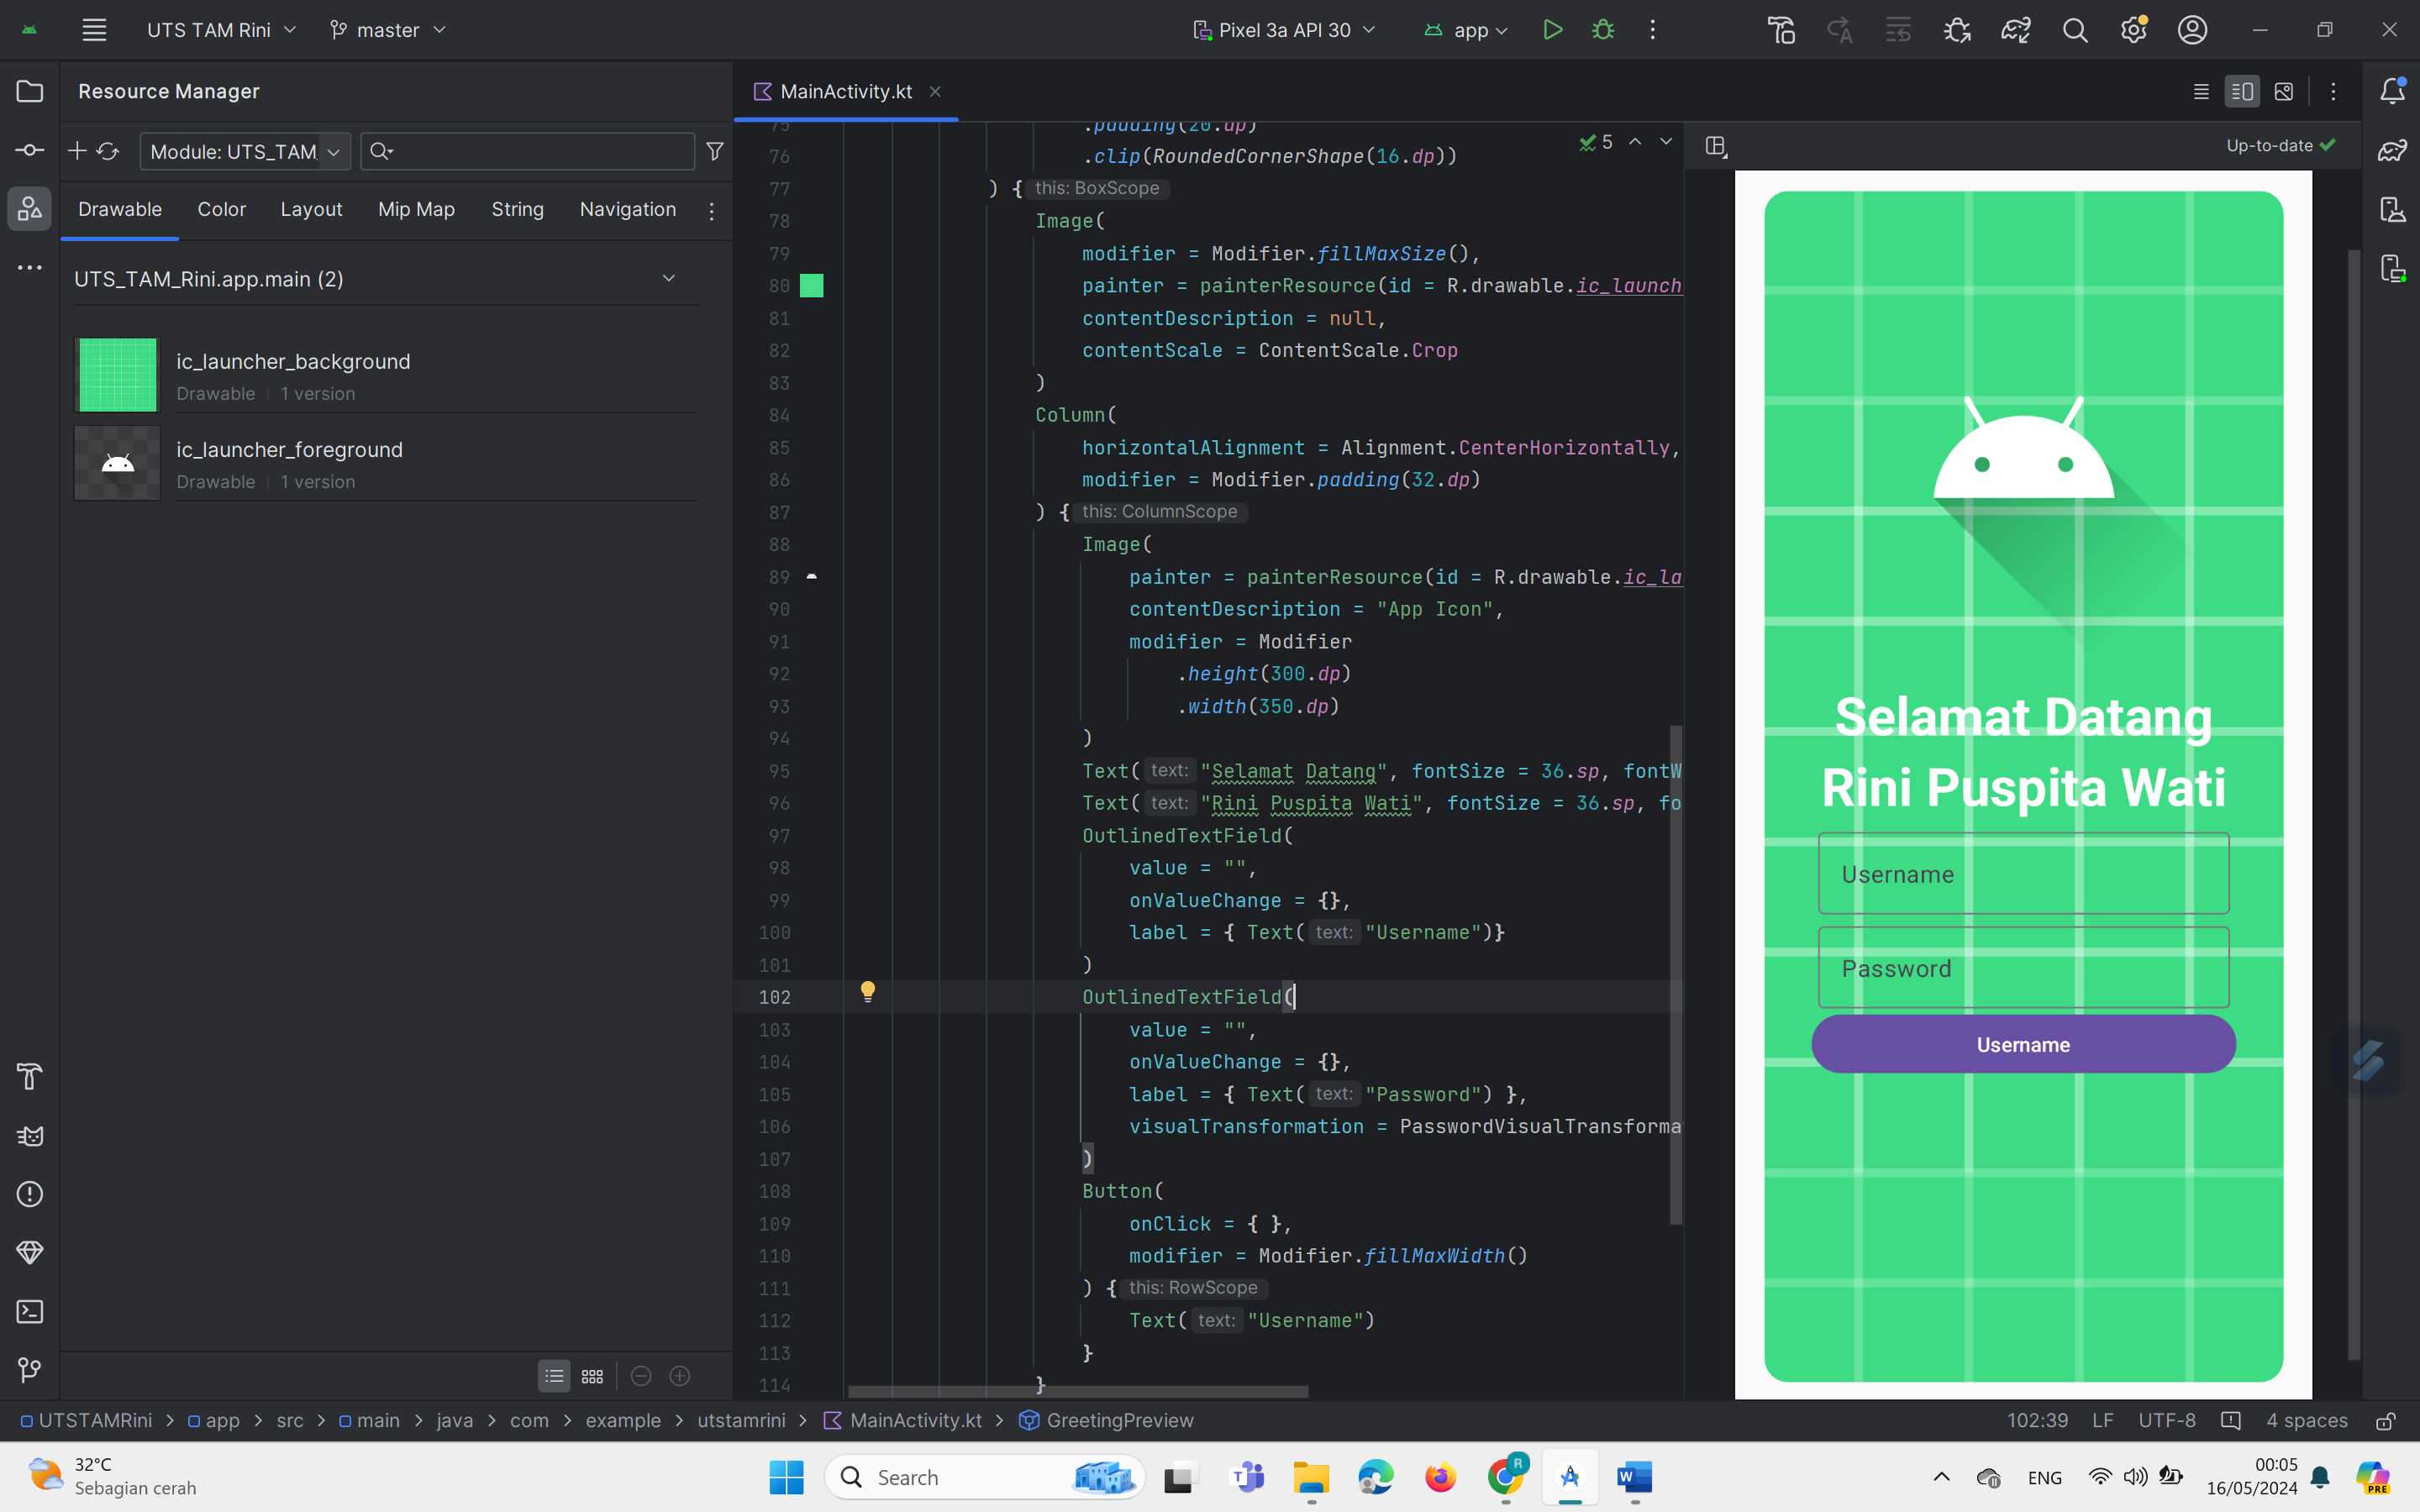 UTS TAM Rini
master
Pixel 3a API 30
app
Resource Manager
Module: UTS_TAM
Drawable Color Layout Mip Map String Navigation
UTS_TAM_Rini.app.main (2)
ic_launcher_background
Drawable | 1 version
ic_launcher_foreground
Drawable | 1 version
MainActivity.kt
5
Up-to-date
75 .padding(20.dp)
76 .clip(RoundedCornerShape(16.dp))
77 ) { this: BoxScope
78 Image(
79 modifier = Modifier.fillMaxSize(),
80 painter = painterResource(id = R.drawable.ic_launch
81 contentDescription = null,
82 contentScale = ContentScale.Crop
83 )
84 Column(
85 horizontalAlignment = Alignment.CenterHorizontally,
86 modifier = Modifier.padding(32.dp)
87 ) { this: ColumnScope
88 Image(
89 painter = painterResource(id = R.drawable.ic_la
90 contentDescription = "App Icon",
91 modifier = Modifier
92 .height(300.dp)
93 .width(350.dp)
94 )
95 Text( text: "Selamat Datang", fontSize = 36.sp, fontW
96 Text( text: "Rini Puspita Wati", fontSize = 36.sp, fo
97 OutlinedTextField(
98 value = "",
99 onValueChange = {},
100 label = { Text( text: "Username")}
101 )
102 OutlinedTextField(
103 value = "",
104 onValueChange = {},
105 label = { Text( text: "Password") },
106 visualTransformation = PasswordVisualTransforma
107 )
108 Button(
109 onClick = { },
110 modifier = Modifier.fillMaxWidth()
111 ) { this: RowScope
112 Text( text: "Username")
113 }
114 }
Selamat Datang
Rini Puspita Wati
Username
Password
Username
UTSTAMRini > app > src > main > java > com > example > utstamrini > MainActivity.kt > GreetingPreview
102:39 LF UTF-8 4 spaces
32°C
Sebagian cerah
Search
R
ENG
00:05
16/05/2024
PRE